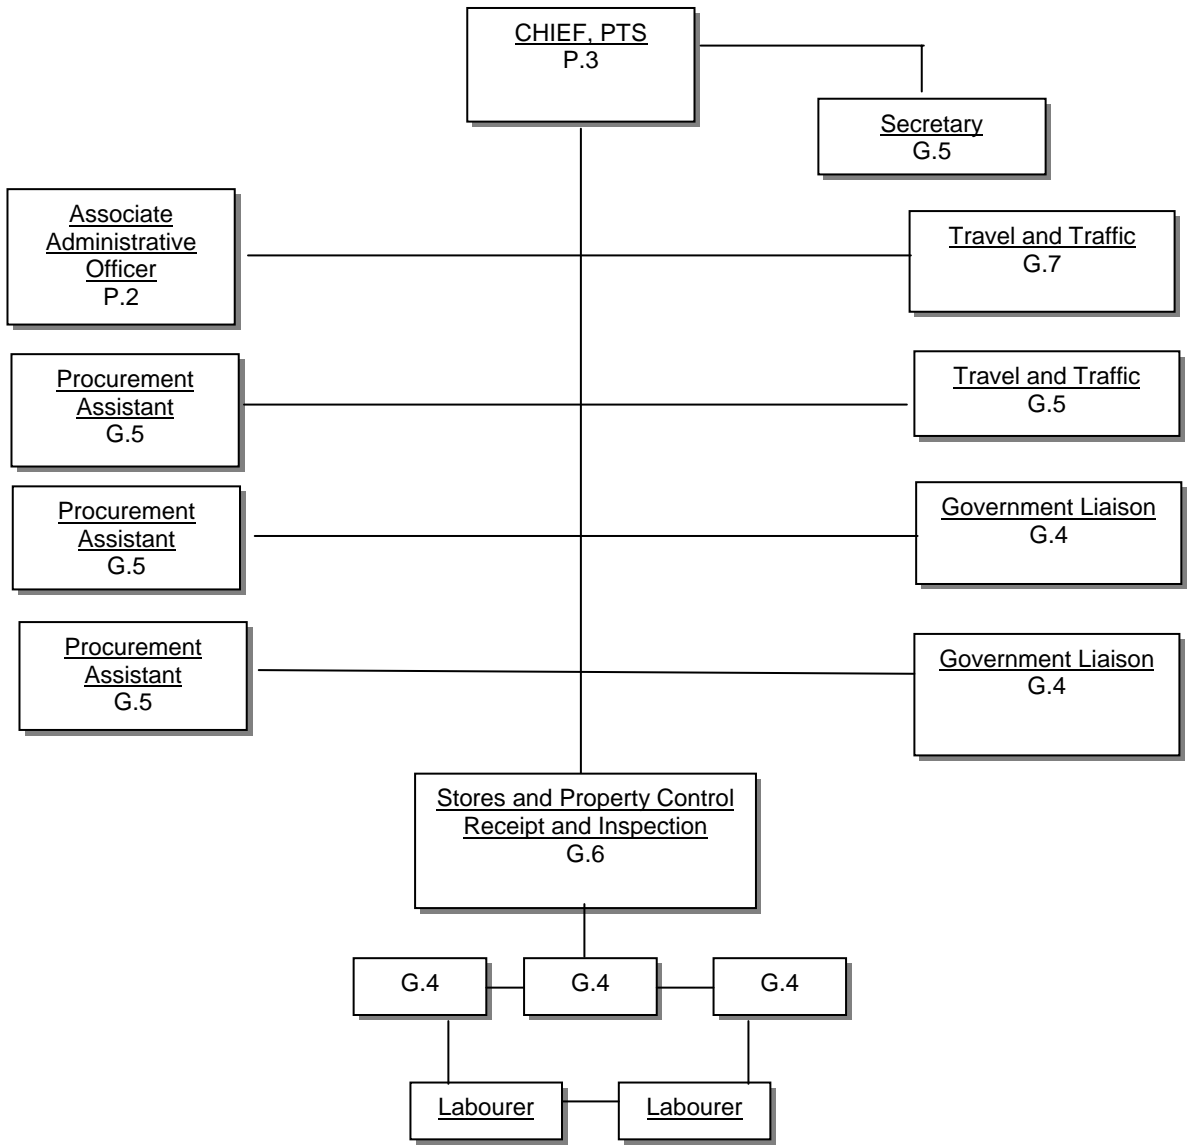 CHIEF, PTS
P.3
Secretary
G.5
Associate
Administrative
Officer
P.2
Travel and Traffic
G.7
Procurement
Assistant
G.5
Travel and Traffic
G.5
Procurement
Assistant
G.5
Government Liaison
G.4
Procurement
Assistant
G.5
Government Liaison
G.4
Stores and Property Control
Receipt and Inspection
G.6
G.4
G.4
G.4
Labourer
Labourer